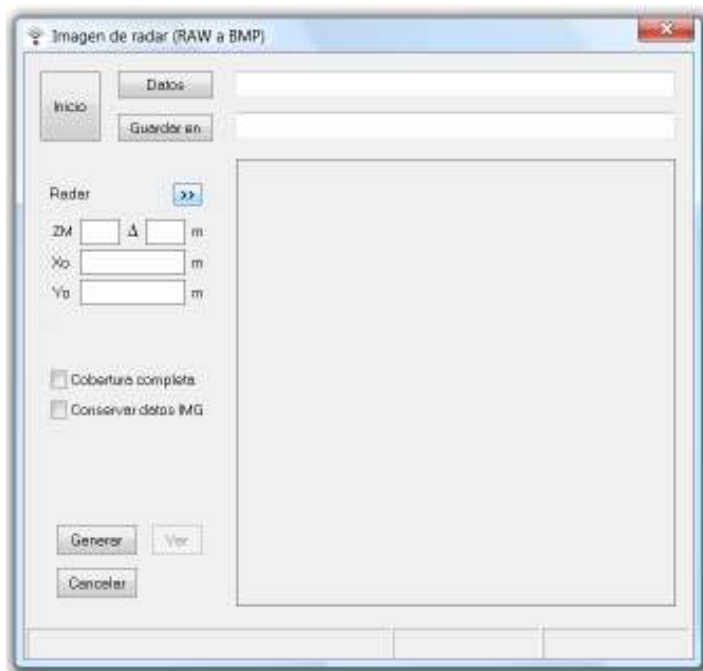 Imagen de radar (RAW a BMP)
Inicio
Datos
Guardar en
Radar >>
ZM Δ m
Xo m
Yo m
Cobertura completa
Conservar datos IMG
Generar Ver
Cancelar